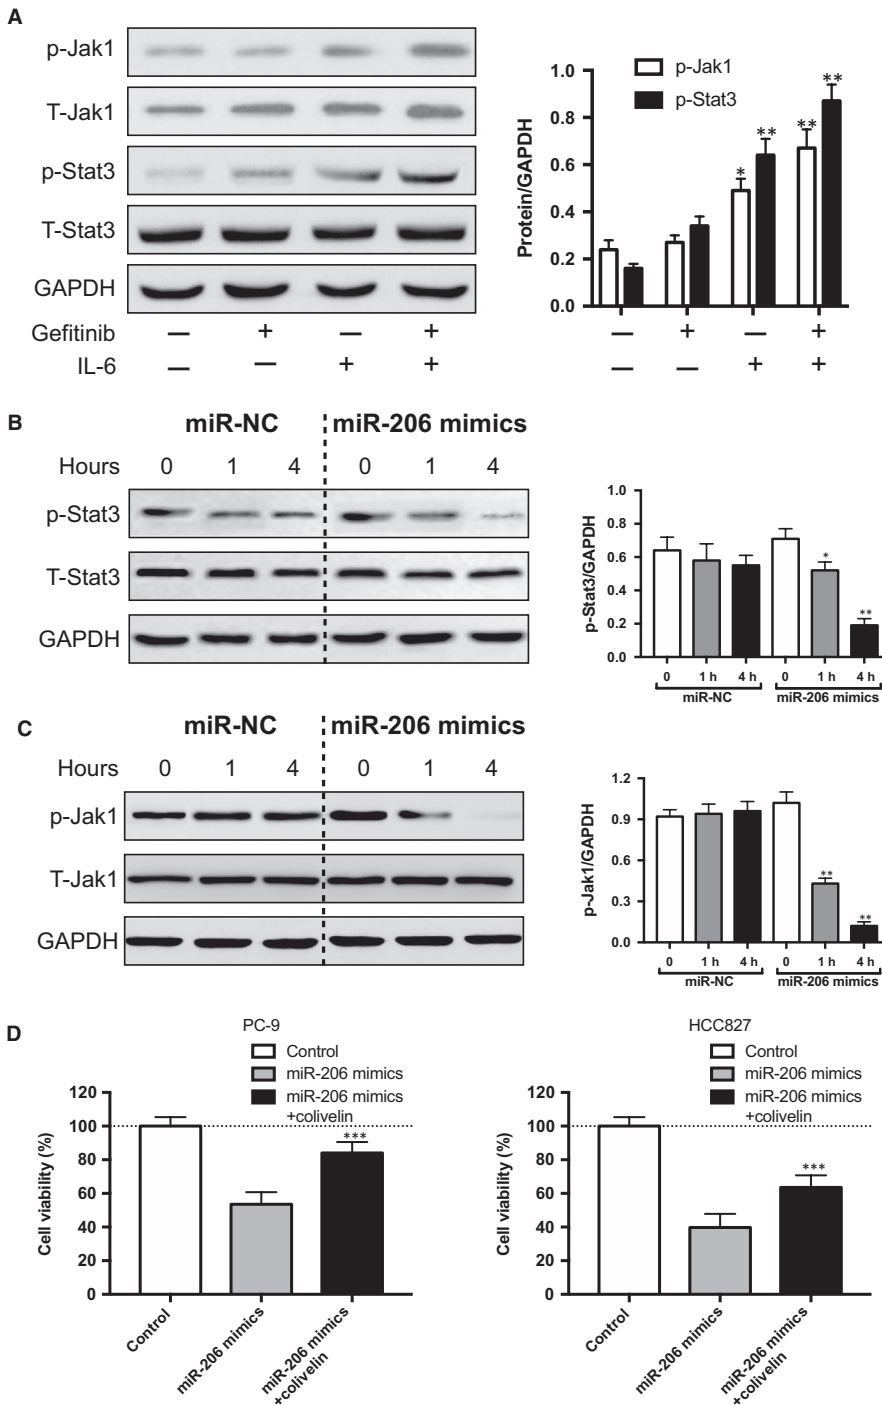 A
p-Jak1
T-Jak1
p-Stat3
T-Stat3
GAPDH
Gefitinib — + — +
IL-6 — — + +
p-Jak1
p-Stat3
Protein/GAPDH
1.0
0.8
0.6
0.4
0.2
0.0
* ** ** **
— + — +
— — + +
B
miR-NC miR-206 mimics
Hours 0 1 4 0 1 4
p-Stat3
T-Stat3
GAPDH
p-Stat3/GAPDH
1.0
0.8
0.6
0.4
0.2
0.0
* **
0 1 h 4 h 0 1 h 4 h
miR-NC miR-206 mimics
C
miR-NC miR-206 mimics
Hours 0 1 4 0 1 4
p-Jak1
T-Jak1
GAPDH
p-Jak1/GAPDH
1.2
0.9
0.6
0.3
0.0
** **
0 1 h 4 h 0 1 h 4 h
miR-NC miR-206 mimics
D
PC-9
Control
miR-206 mimics
miR-206 mimics
+colivelin
Cell viability (%)
120
100
80
60
40
20
0
***
Control
miR-206 mimics
miR-206 mimics
+colivelin
HCC827
Control
miR-206 mimics
miR-206 mimics
+colivelin
Cell viability (%)
120
100
80
60
40
20
0
***
Control
miR-206 mimics
miR-206 mimics
+colivelin